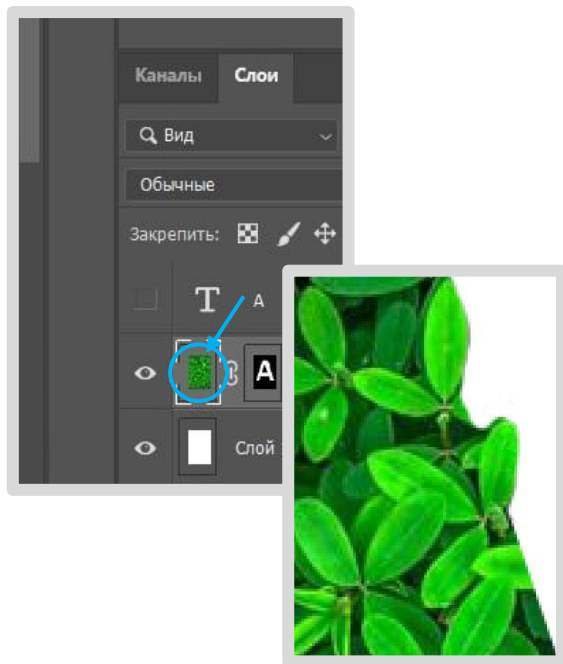 Каналы Слои
Вид
Обычные
Закрепить:
T A
A
Слой